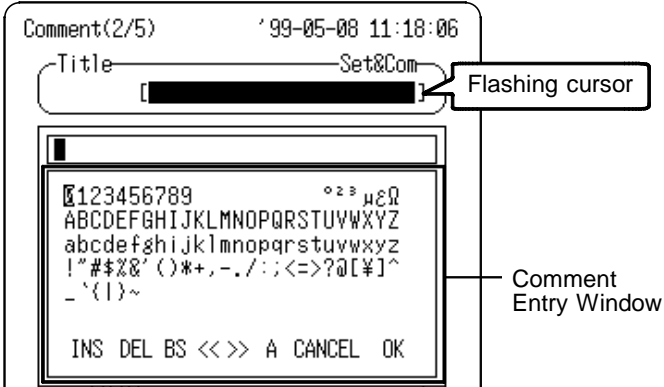 Comment(2/5) '99-05-08 11:18:06
Title Set&Com
[ ]
Flashing cursor
0123456789 º²³µεΩ
ABCDEFGHIJKLMNOPQRSTUVWXYZ
abcdefghijklmnopqrstuvwxyz
!"#$%&'()*+,-./:;<=>?@[¥]^
_`{|}~
Comment
Entry Window
INS DEL BS << >> A CANCEL OK